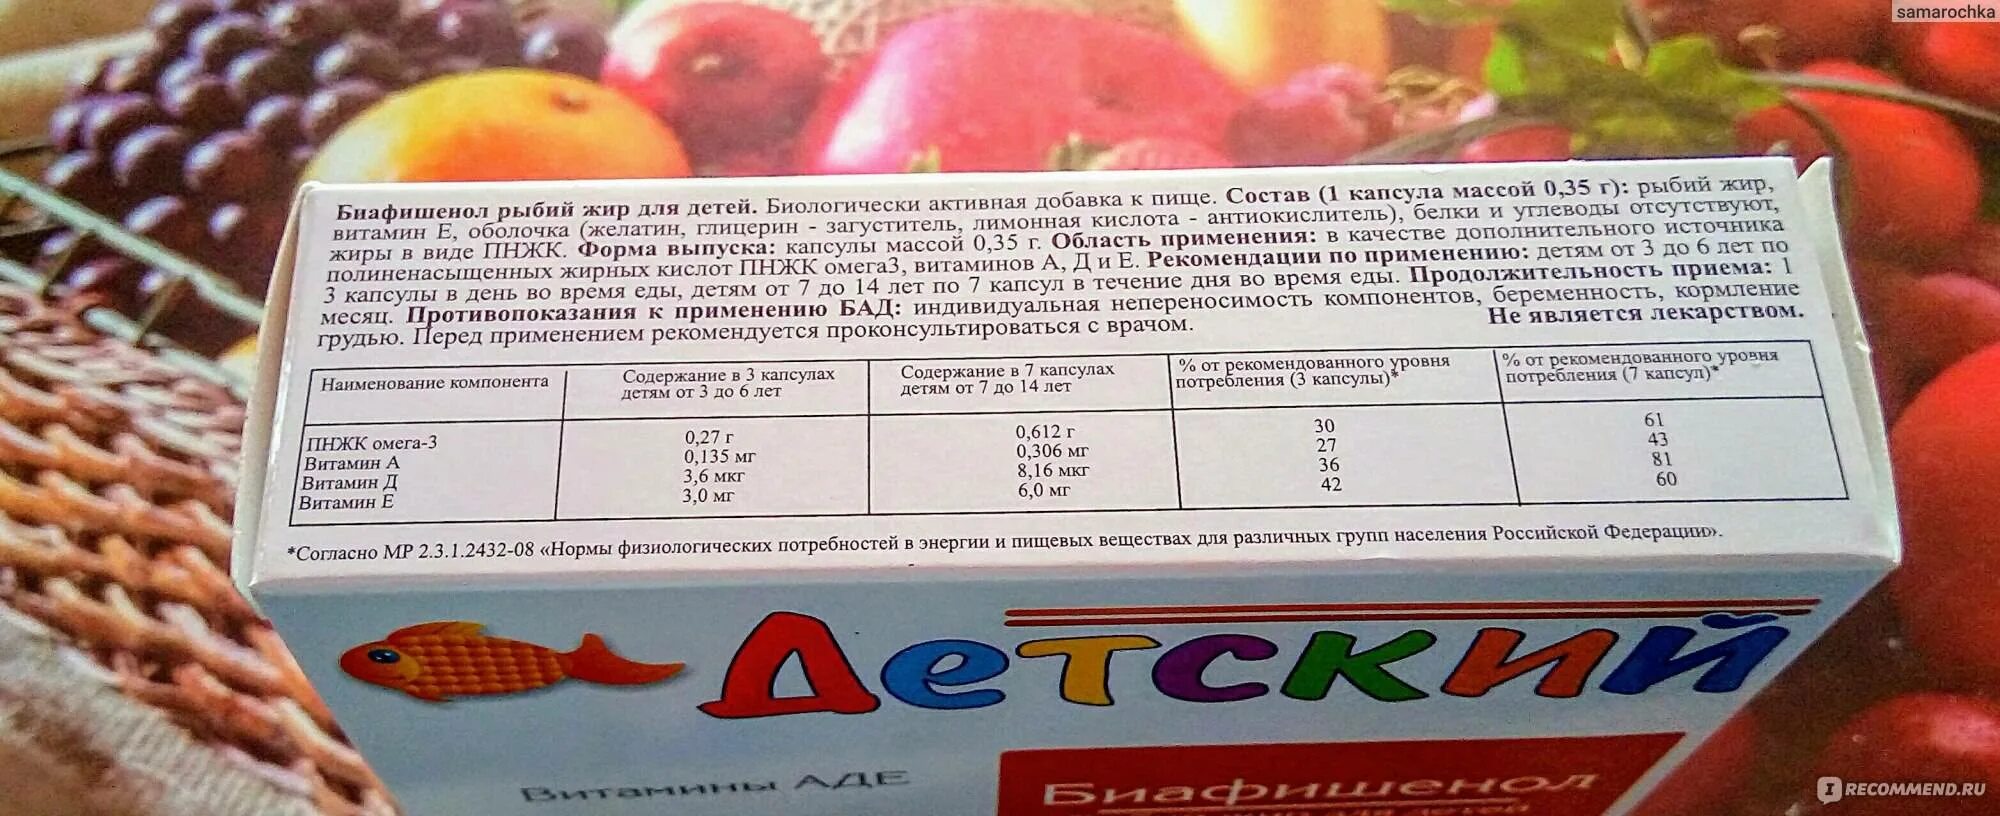 samarochka
Биафишенол рыбий жир для детей. Биологически активная добавка к пище. Состав (1 капсула массой 0,35 г): рыбий жир,
витамин Е, оболочка (желатин, глицерин - загуститель, лимонная кислота - антиокислитель), белки и углеводы отсутствуют,
жиры в виде ПНЖК. Форма выпуска: капсулы массой 0,35 г. Область применения: в качестве дополнительного источника
полиненасыщенных жирных кислот ПНЖК омега3, витаминов А, Д и Е. Рекомендации по применению: детям от 3 до 6 лет по
3 капсулы в день во время еды, детям от 7 до 14 лет по 7 капсул в течение дня во время еды. Продолжительность приема: 1
месяц. Противопоказания к применению БАД: индивидуальная непереносимость компонентов, беременность, кормление
грудью. Перед применением рекомендуется проконсультироваться с врачом. Не является лекарством.
Наименование компонента
Содержание в 3 капсулах
детям от 3 до 6 лет
Содержание в 7 капсулах
детям от 7 до 14 лет
% от рекомендованного уровня
потребления (3 капсулы)*
% от рекомендованного уровня
потребления (7 капсул)*
ПНЖК омега-3 0,27 г 0,612 г 30 61
Витамин А 0,135 мг 0,306 мг 27 43
Витамин Д 3,6 мкг 8,16 мкг 36 81
Витамин Е 3,0 мг 6,0 мг 42 60
*Согласно МР 2.3.1.2432-08 «Нормы физиологических потребностей в энергии и пищевых веществах для различных групп населения Российской Федерации».
Детский
Витамины АДЕ
Биафишенол
жир для детей
IRECOMMEND.RU